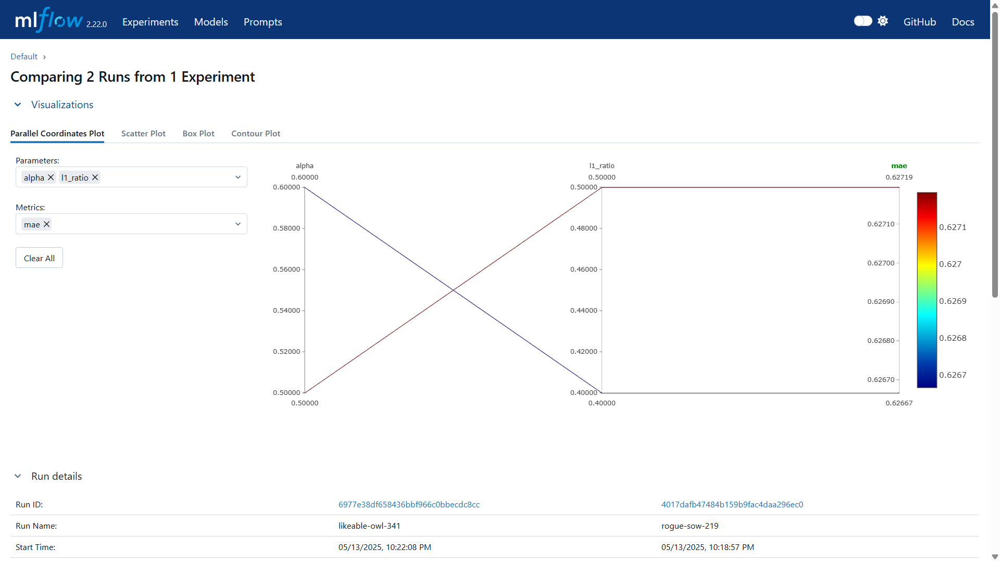 mlflow 2.22.0 Experiments Models Prompts GitHub Docs
Default
Comparing 2 Runs from 1 Experiment
Visualizations
Parallel Coordinates Plot Scatter Plot Box Plot Contour Plot
Parameters:
alpha l1_ratio
Metrics:
mae
Clear All
alpha l1_ratio mae
0.60000 0.50000 0.62719
0.60000 0.50000
0.62710 0.6271
0.58000 0.48000
0.62700 0.627
0.56000 0.46000
0.62690 0.6269
0.54000 0.44000
0.62680 0.6268
0.52000 0.42000
0.62670 0.6267
0.50000 0.40000
0.50000 0.40000 0.62667
Run details
Run ID: 6977e38df658436bbf966c0bbecdc8cc 4017dafb47484b159b9fac4daa296ec0
Run Name: likeable-owl-341 rogue-sow-219
Start Time: 05/13/2025, 10:22:08 PM 05/13/2025, 10:18:57 PM